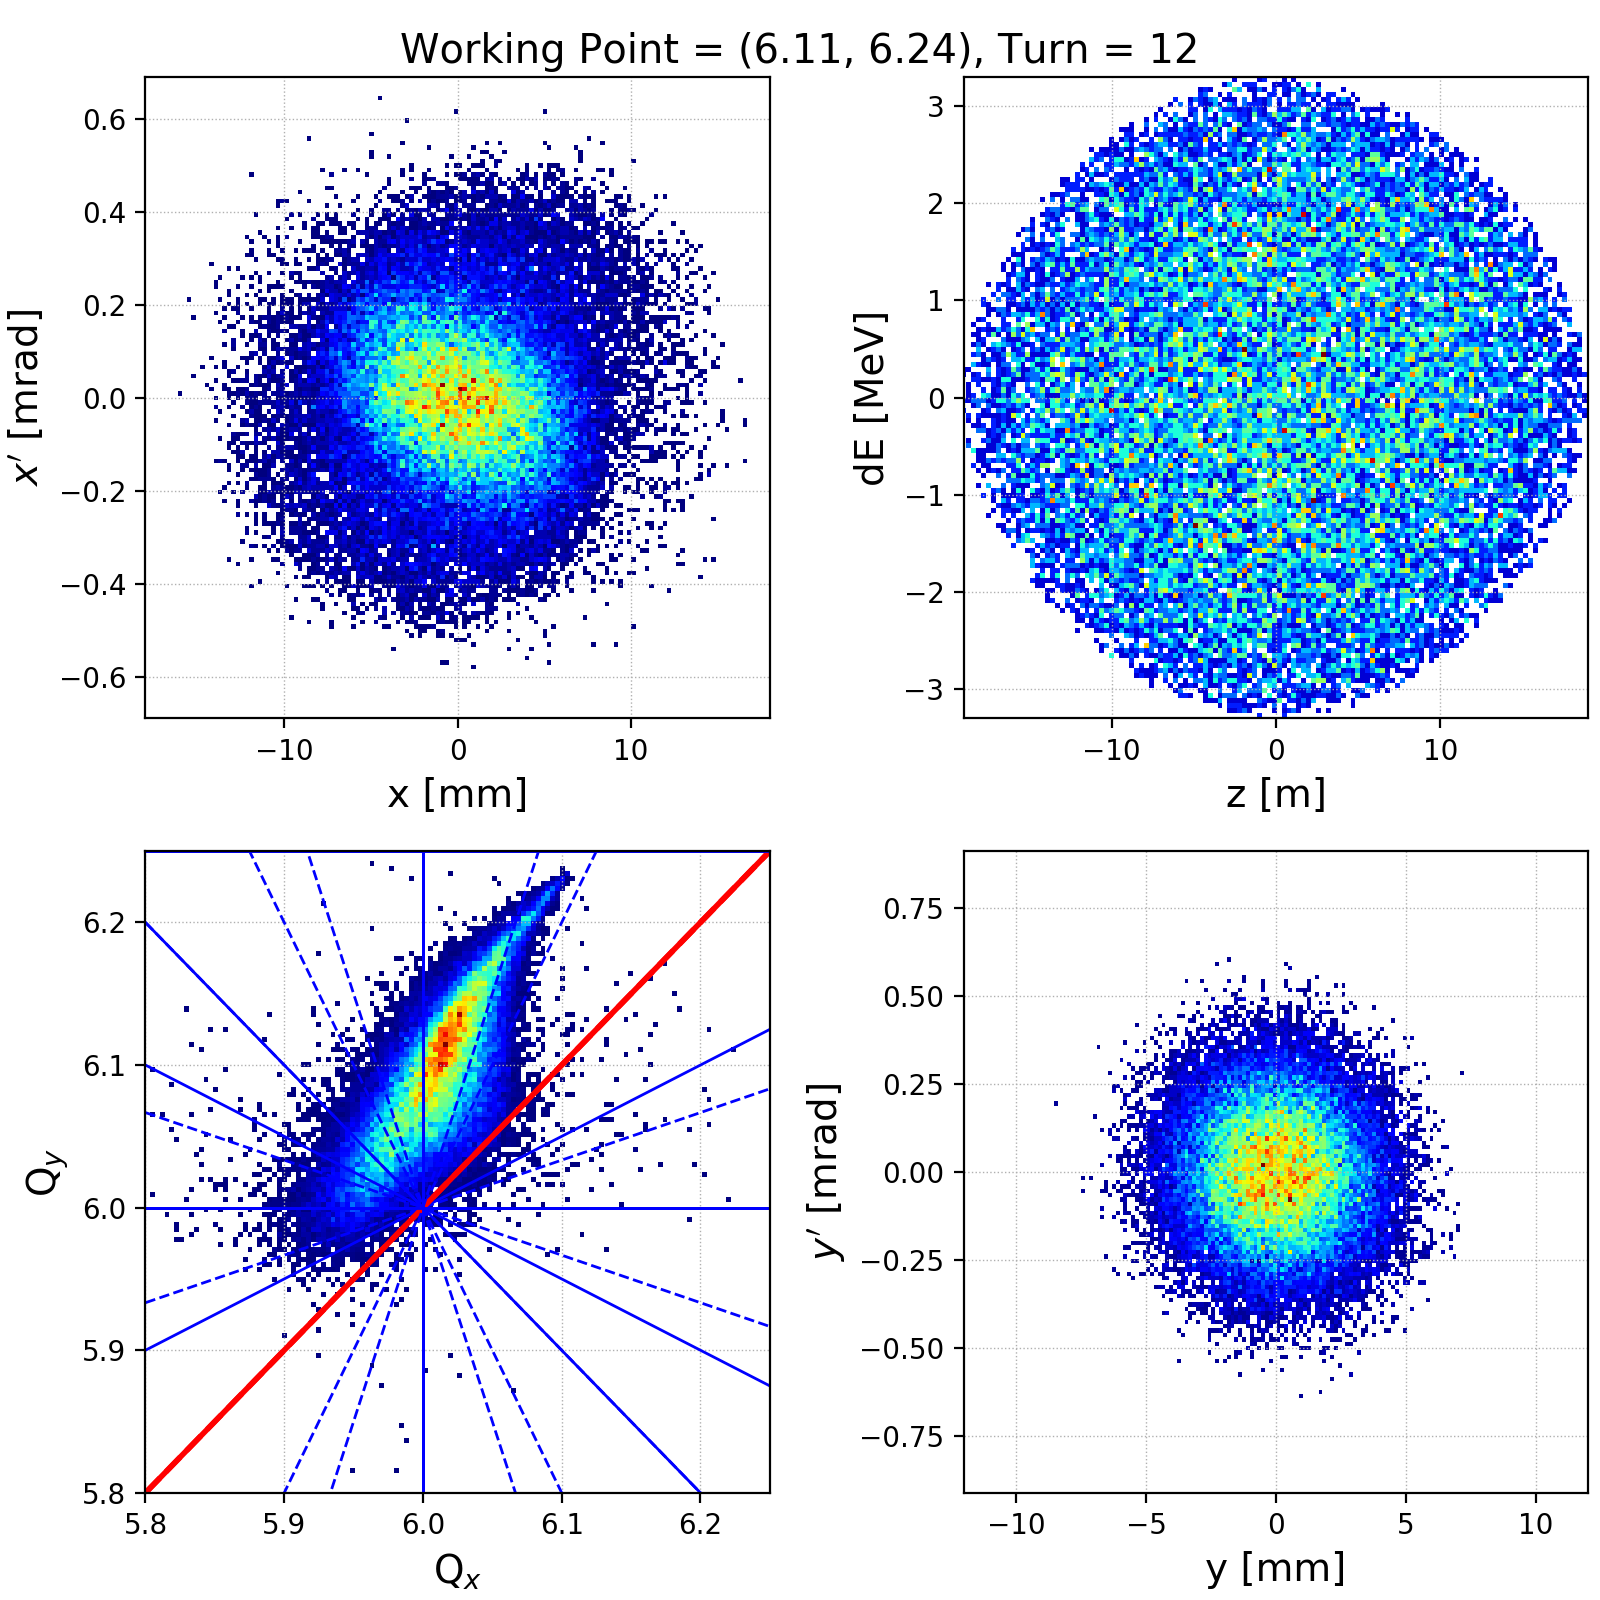 Working Point = (6.11, 6.24), Turn = 12
0.6
0.4
0.2
0.0
−0.2
−0.4
−0.6
x′ [mrad]
−10 0 10
x [mm]
3
2
1
0
−1
−2
−3
dE [MeV]
−10 0 10
z [m]
6.2
6.1
6.0
5.9
5.8
Qy
5.8 5.9 6.0 6.1 6.2
Qx
0.75
0.50
0.25
0.00
−0.25
−0.50
−0.75
y′ [mrad]
−10 −5 0 5 10
y [mm]